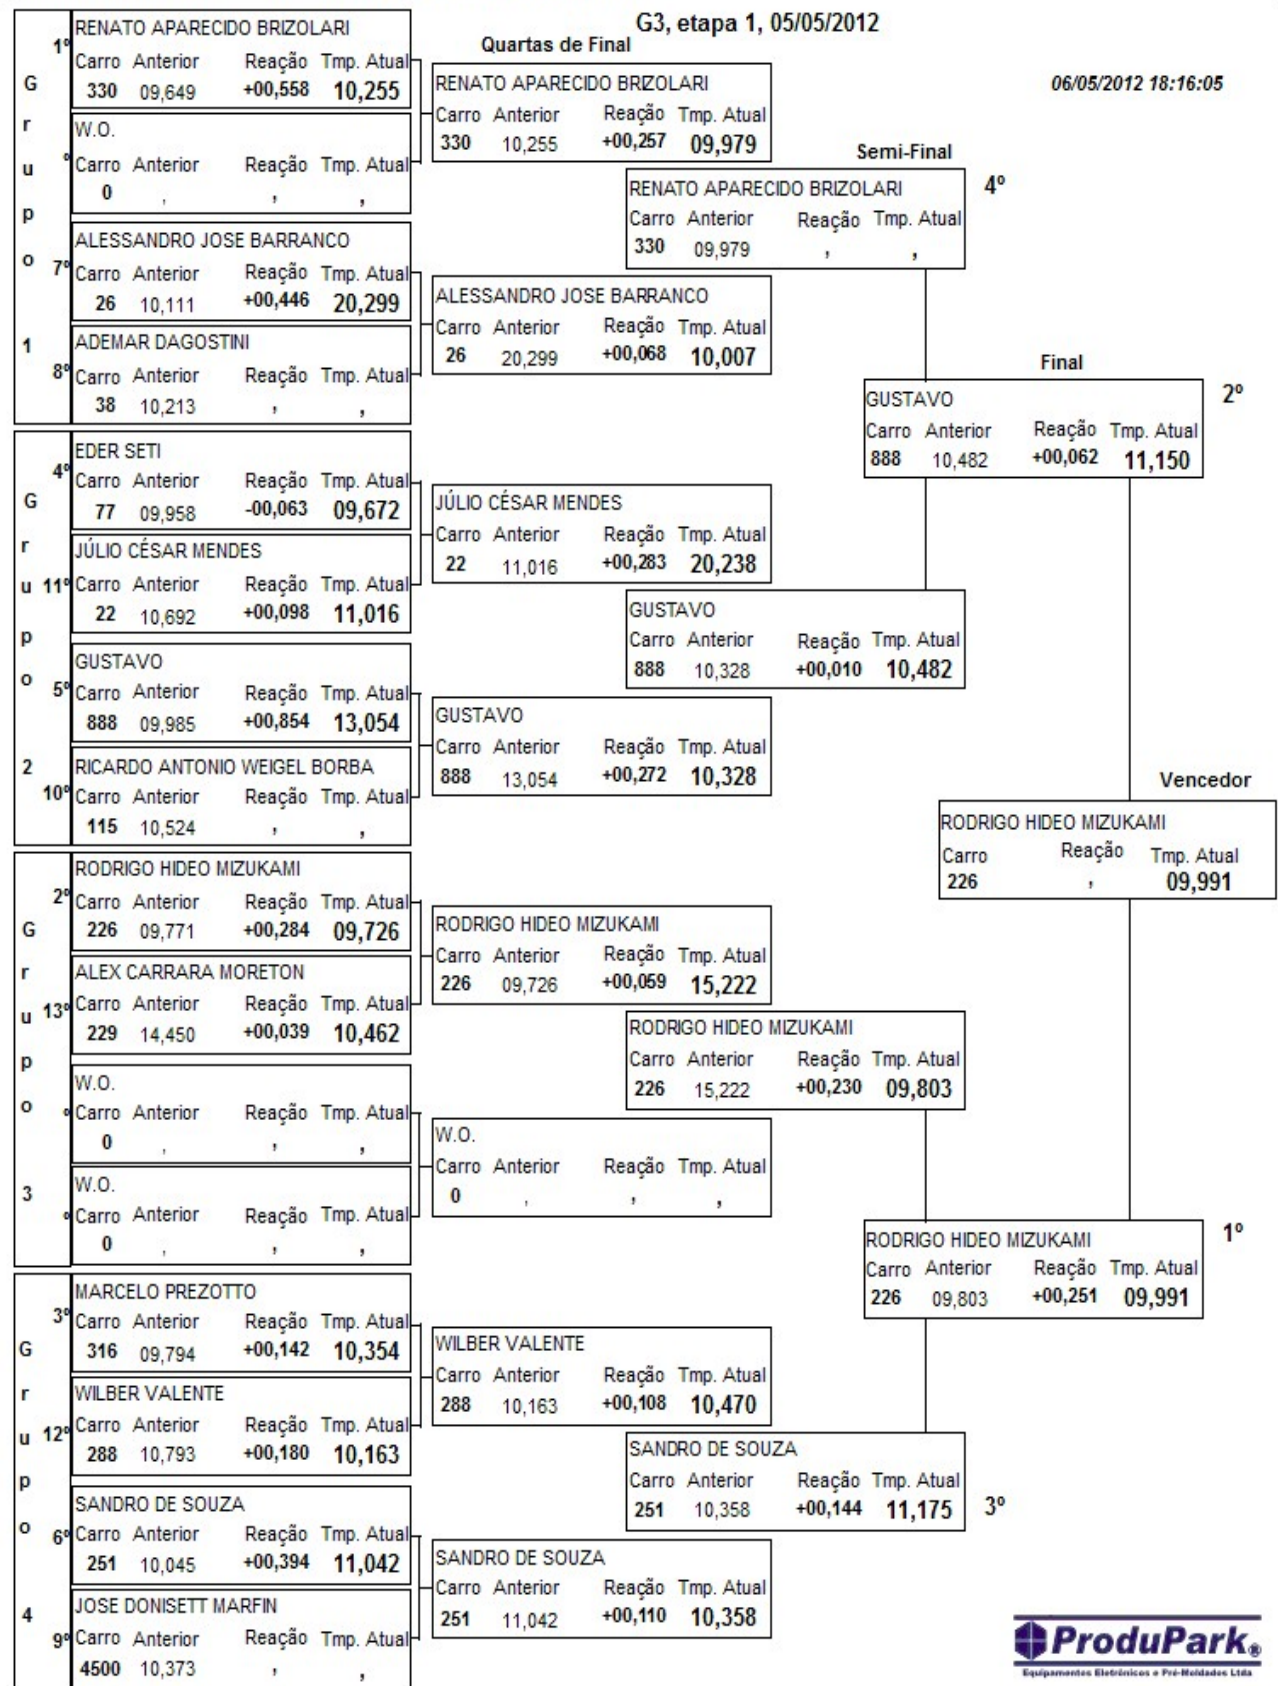 G3, etapa 1, 05/05/2012
06/05/2012 18:16:05
Quartas de Final
Semi-Final
Final
Vencedor
Grupo 1
1º
RENATO APARECIDO BRIZOLARI
Carro Anterior Reação Tmp. Atual
330 09,649 +00,558 10,255
º
W.O.
Carro Anterior Reação Tmp. Atual
0 , , ,
7º
ALESSANDRO JOSE BARRANCO
Carro Anterior Reação Tmp. Atual
26 10,111 +00,446 20,299
8º
ADEMAR DAGOSTINI
Carro Anterior Reação Tmp. Atual
38 10,213 , ,
Grupo 2
4º
EDER SETI
Carro Anterior Reação Tmp. Atual
77 09,958 -00,063 09,672
11º
JÚLIO CÉSAR MENDES
Carro Anterior Reação Tmp. Atual
22 10,692 +00,098 11,016
5º
GUSTAVO
Carro Anterior Reação Tmp. Atual
888 09,985 +00,854 13,054
10º
RICARDO ANTONIO WEIGEL BORBA
Carro Anterior Reação Tmp. Atual
115 10,524 , ,
Grupo 3
2º
RODRIGO HIDEO MIZUKAMI
Carro Anterior Reação Tmp. Atual
226 09,771 +00,284 09,726
13º
ALEX CARRARA MORETON
Carro Anterior Reação Tmp. Atual
229 14,450 +00,039 10,462
º
W.O.
Carro Anterior Reação Tmp. Atual
0 , , ,
º
W.O.
Carro Anterior Reação Tmp. Atual
0 , , ,
Grupo 4
3º
MARCELO PREZOTTO
Carro Anterior Reação Tmp. Atual
316 09,794 +00,142 10,354
12º
WILBER VALENTE
Carro Anterior Reação Tmp. Atual
288 10,793 +00,180 10,163
6º
SANDRO DE SOUZA
Carro Anterior Reação Tmp. Atual
251 10,045 +00,394 11,042
9º
JOSE DONISETT MARFIN
Carro Anterior Reação Tmp. Atual
4500 10,373 , ,
RENATO APARECIDO BRIZOLARI
Carro Anterior Reação Tmp. Atual
330 10,255 +00,257 09,979
ALESSANDRO JOSE BARRANCO
Carro Anterior Reação Tmp. Atual
26 20,299 +00,068 10,007
JÚLIO CÉSAR MENDES
Carro Anterior Reação Tmp. Atual
22 11,016 +00,283 20,238
GUSTAVO
Carro Anterior Reação Tmp. Atual
888 13,054 +00,272 10,328
RODRIGO HIDEO MIZUKAMI
Carro Anterior Reação Tmp. Atual
226 09,726 +00,059 15,222
W.O.
Carro Anterior Reação Tmp. Atual
0 , , ,
WILBER VALENTE
Carro Anterior Reação Tmp. Atual
288 10,163 +00,108 10,470
SANDRO DE SOUZA
Carro Anterior Reação Tmp. Atual
251 11,042 +00,110 10,358
RENATO APARECIDO BRIZOLARI 4º
Carro Anterior Reação Tmp. Atual
330 09,979 , ,
GUSTAVO
Carro Anterior Reação Tmp. Atual
888 10,328 +00,010 10,482
RODRIGO HIDEO MIZUKAMI
Carro Anterior Reação Tmp. Atual
226 15,222 +00,230 09,803
SANDRO DE SOUZA
Carro Anterior Reação Tmp. Atual
251 10,358 +00,144 11,175 3º
GUSTAVO 2º
Carro Anterior Reação Tmp. Atual
888 10,482 +00,062 11,150
RODRIGO HIDEO MIZUKAMI 1º
Carro Anterior Reação Tmp. Atual
226 09,803 +00,251 09,991
RODRIGO HIDEO MIZUKAMI
Carro Reação Tmp. Atual
226 , 09,991
ProduPark®
Equipamentos Eletrônicos e Pré-Moldados Ltda